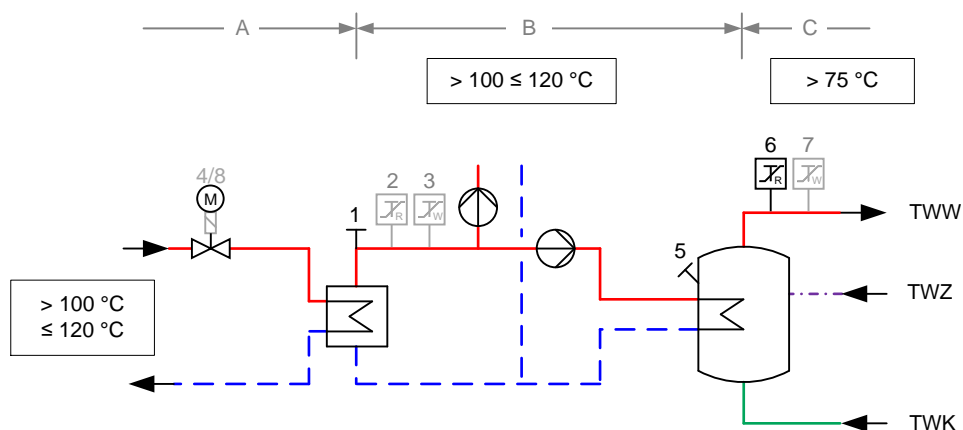 A B C
> 100 ≤ 120 °C
> 75 °C
4/8
M
2 3
6 7
R W
R W
1
5
TWW
TWZ
> 100 °C
≤ 120 °C
TWK